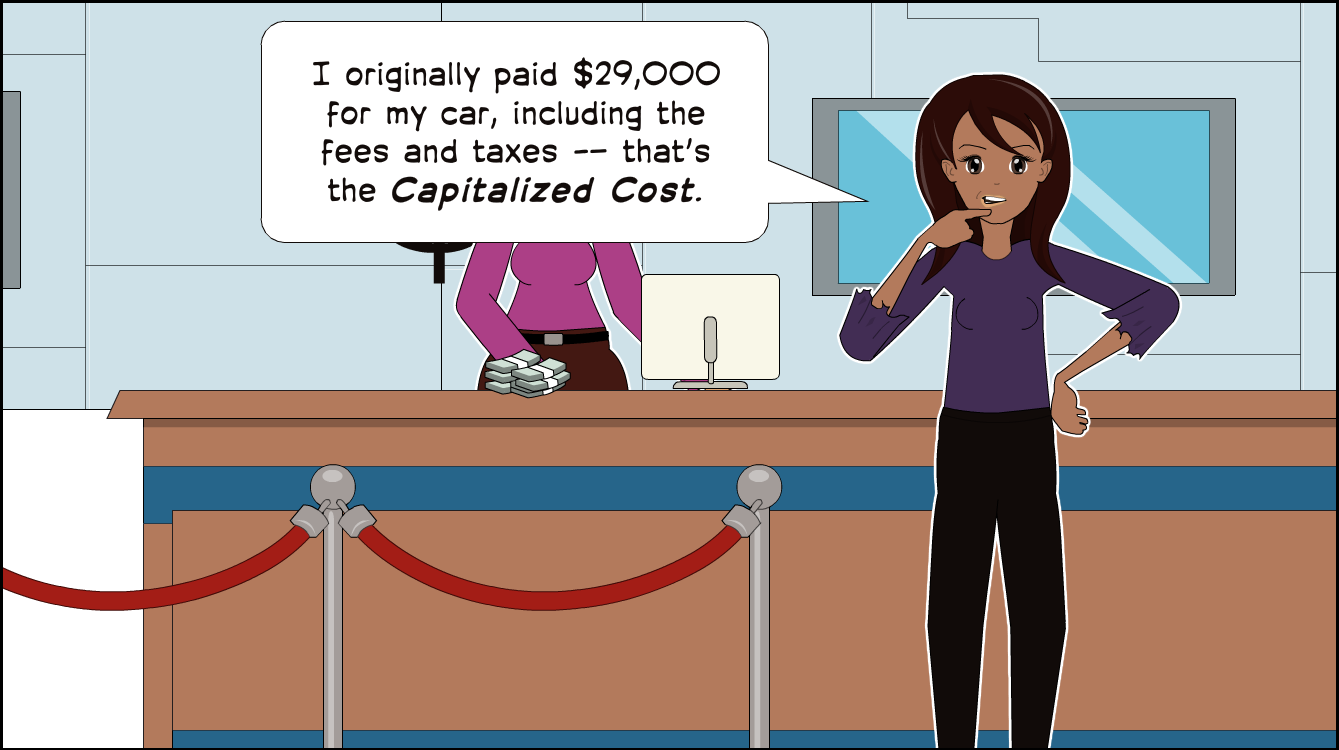 I originally paid $29,000
for my car, including the
fees and taxes -- that's
the Capitalized Cost.